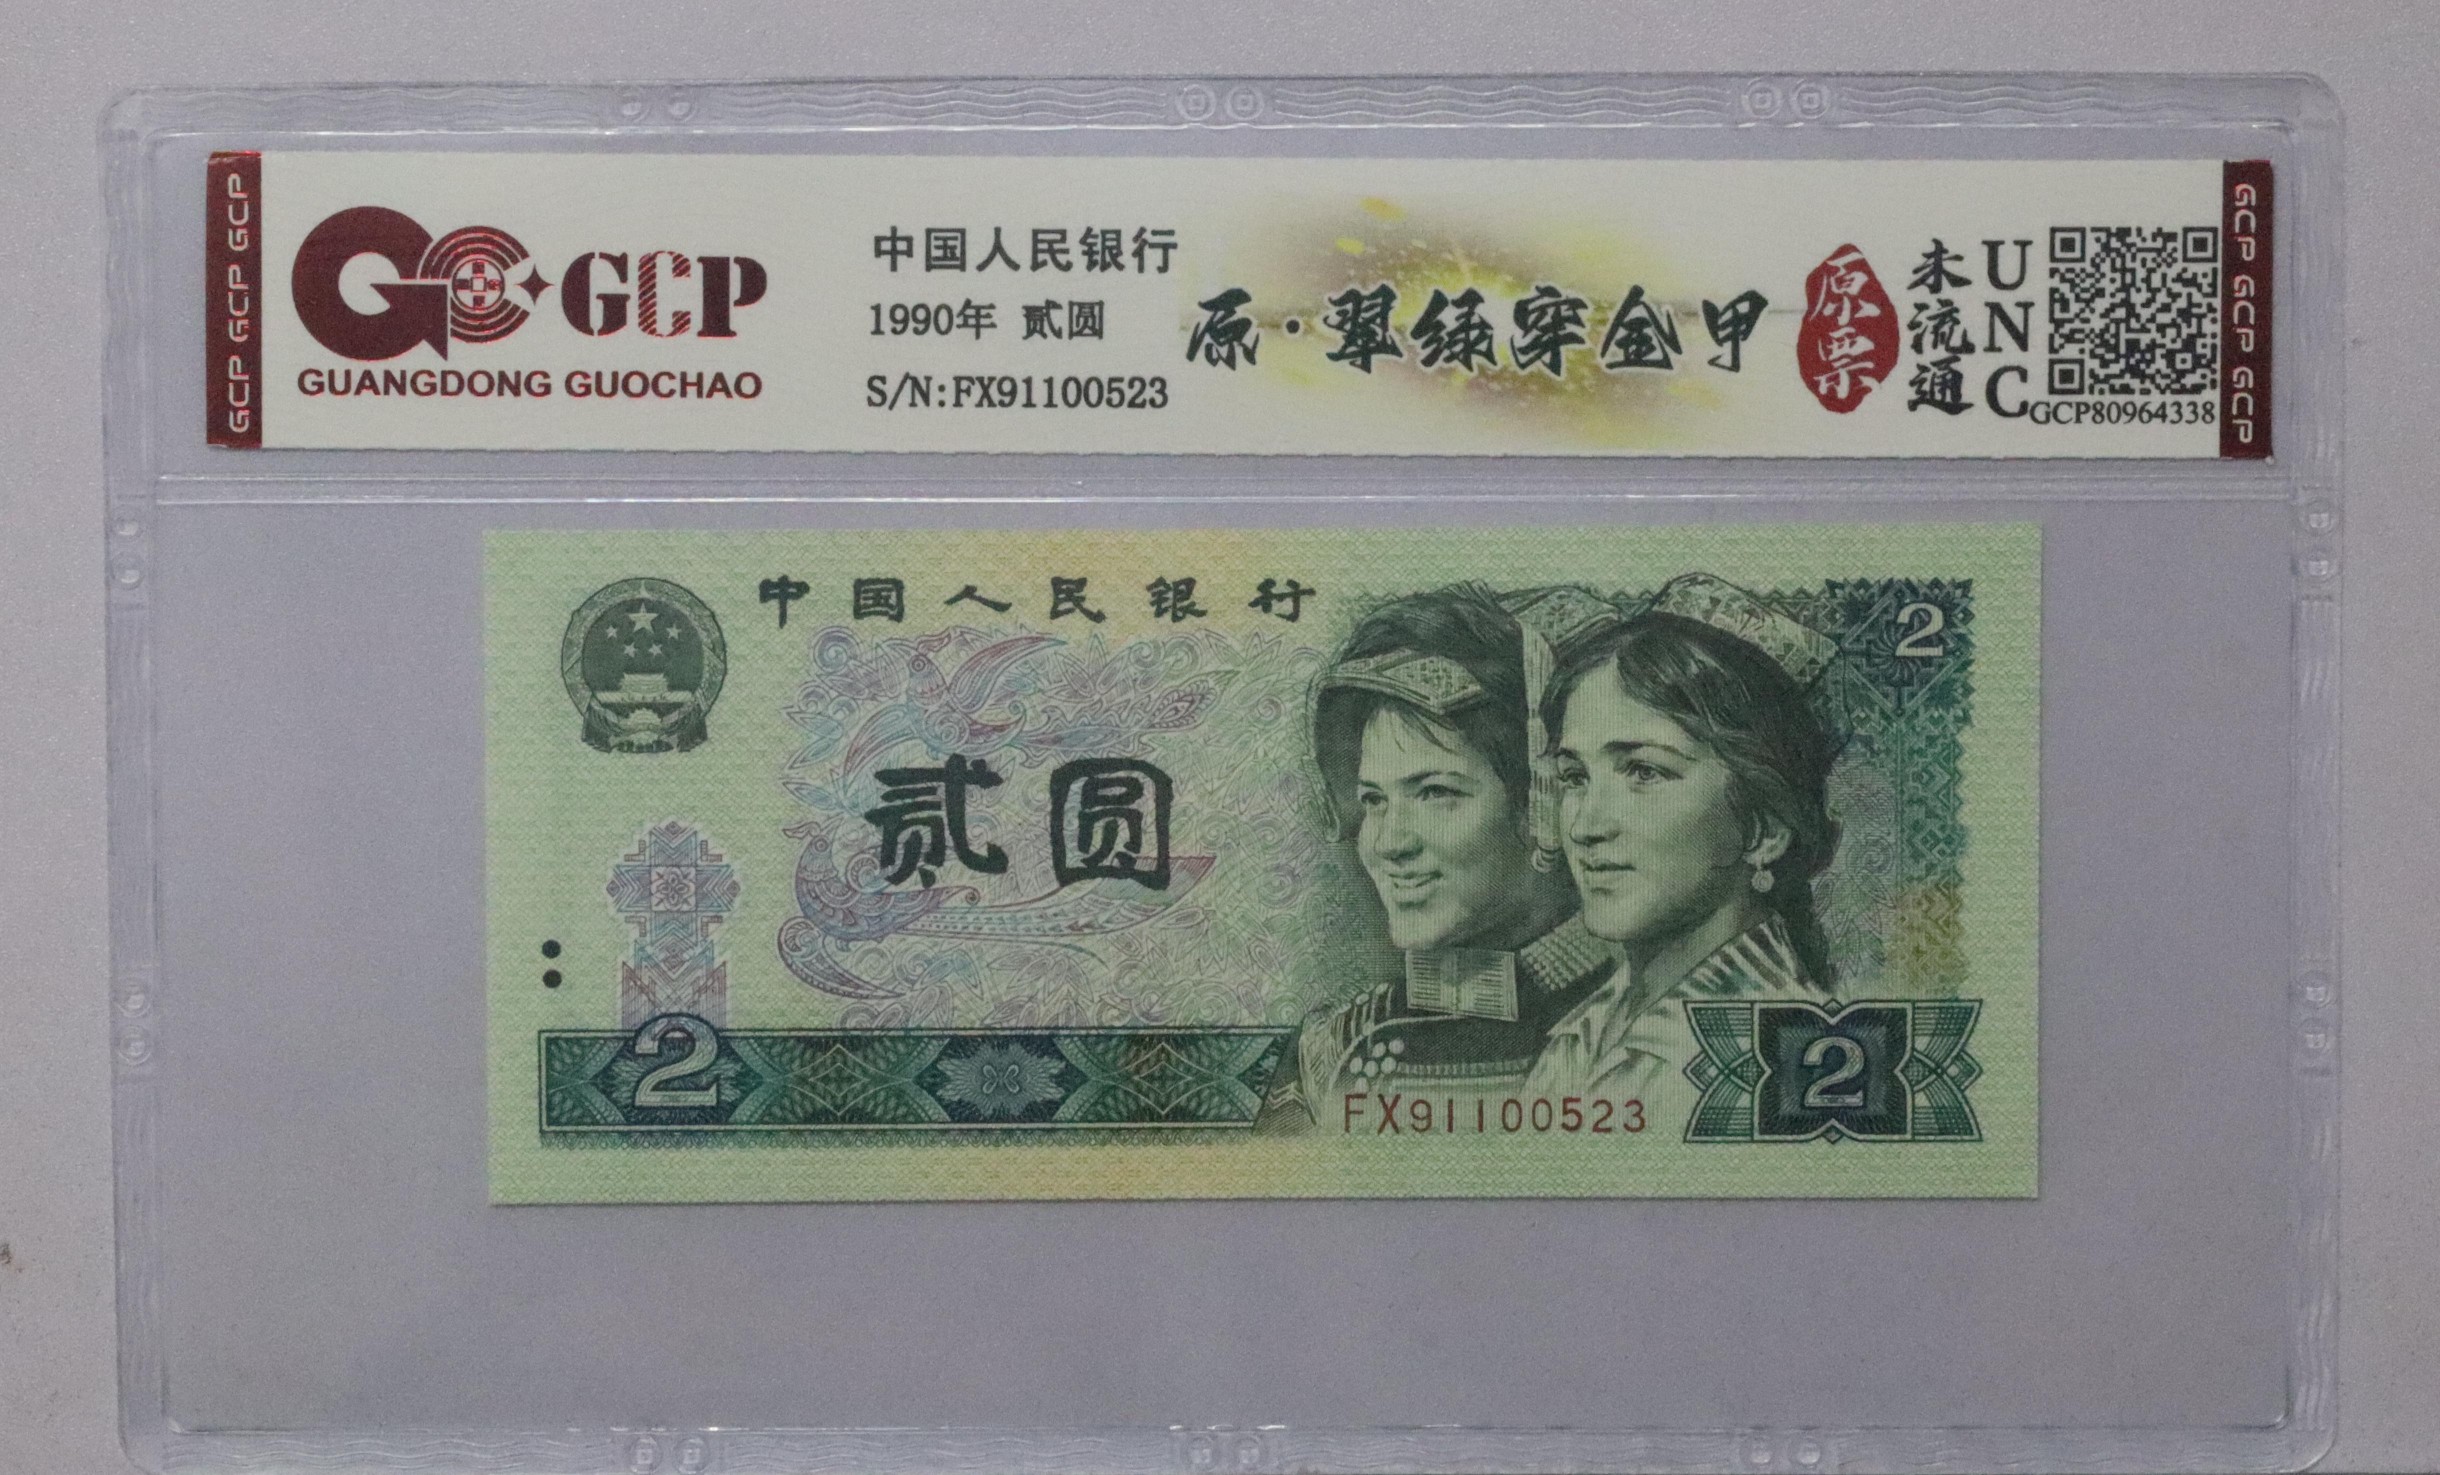 GCP GCP GCP
GCP
GUANGDONG GUOCHAO
中国人民银行
1990年 贰圆
S/N:FX91100523
原·翠绿穿金甲
原票
未流通
UNC
GCP80964338
GCP GCP GCP
中国人民银行
2
贰圆
2
FX91100523
2